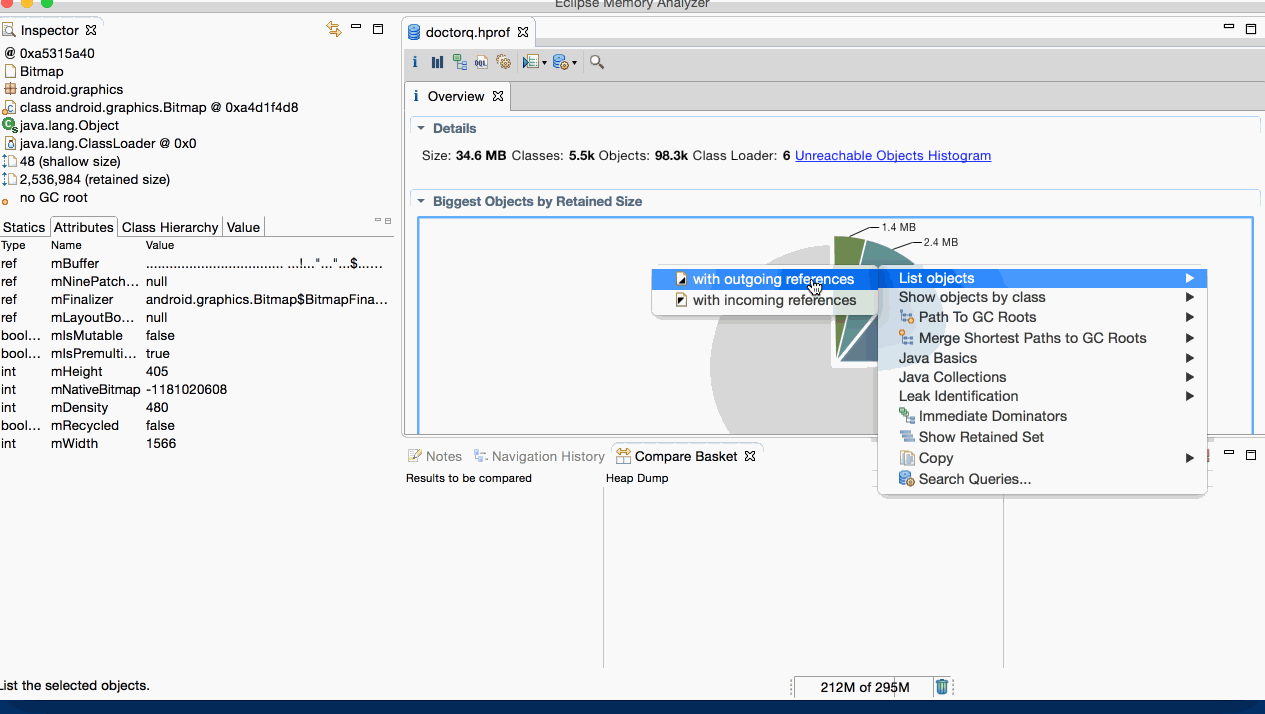 Eclipse Memory Analyzer
Inspector
@ 0xa5315a40
Bitmap
android.graphics
class android.graphics.Bitmap @ 0xa4d1f4d8
java.lang.Object
java.lang.ClassLoader @ 0x0
48 (shallow size)
2,536,984 (retained size)
no GC root
Statics Attributes Class Hierarchy Value
Type Name Value
ref mBuffer ................................... ...!..."..."...$......
ref mNinePatch... null
ref mFinalizer android.graphics.Bitmap$BitmapFina...
ref mLayoutBo... null
bool... mIsMutable false
bool... mIsPremulti... true
int mHeight 405
int mNativeBitmap -1181020608
int mDensity 480
bool... mRecycled false
int mWidth 1566
doctorq.hprof
OQL
i Overview
Details
Size: 34.6 MB Classes: 5.5k Objects: 98.3k Class Loader: 6 Unreachable Objects Histogram
Biggest Objects by Retained Size
1.4 MB
2.4 MB
with outgoing references
with incoming references
List objects
Show objects by class
Path To GC Roots
Merge Shortest Paths to GC Roots
Java Basics
Java Collections
Leak Identification
Immediate Dominators
Show Retained Set
Copy
Search Queries...
Notes Navigation History Compare Basket
Results to be compared Heap Dump
List the selected objects.
212M of 295M